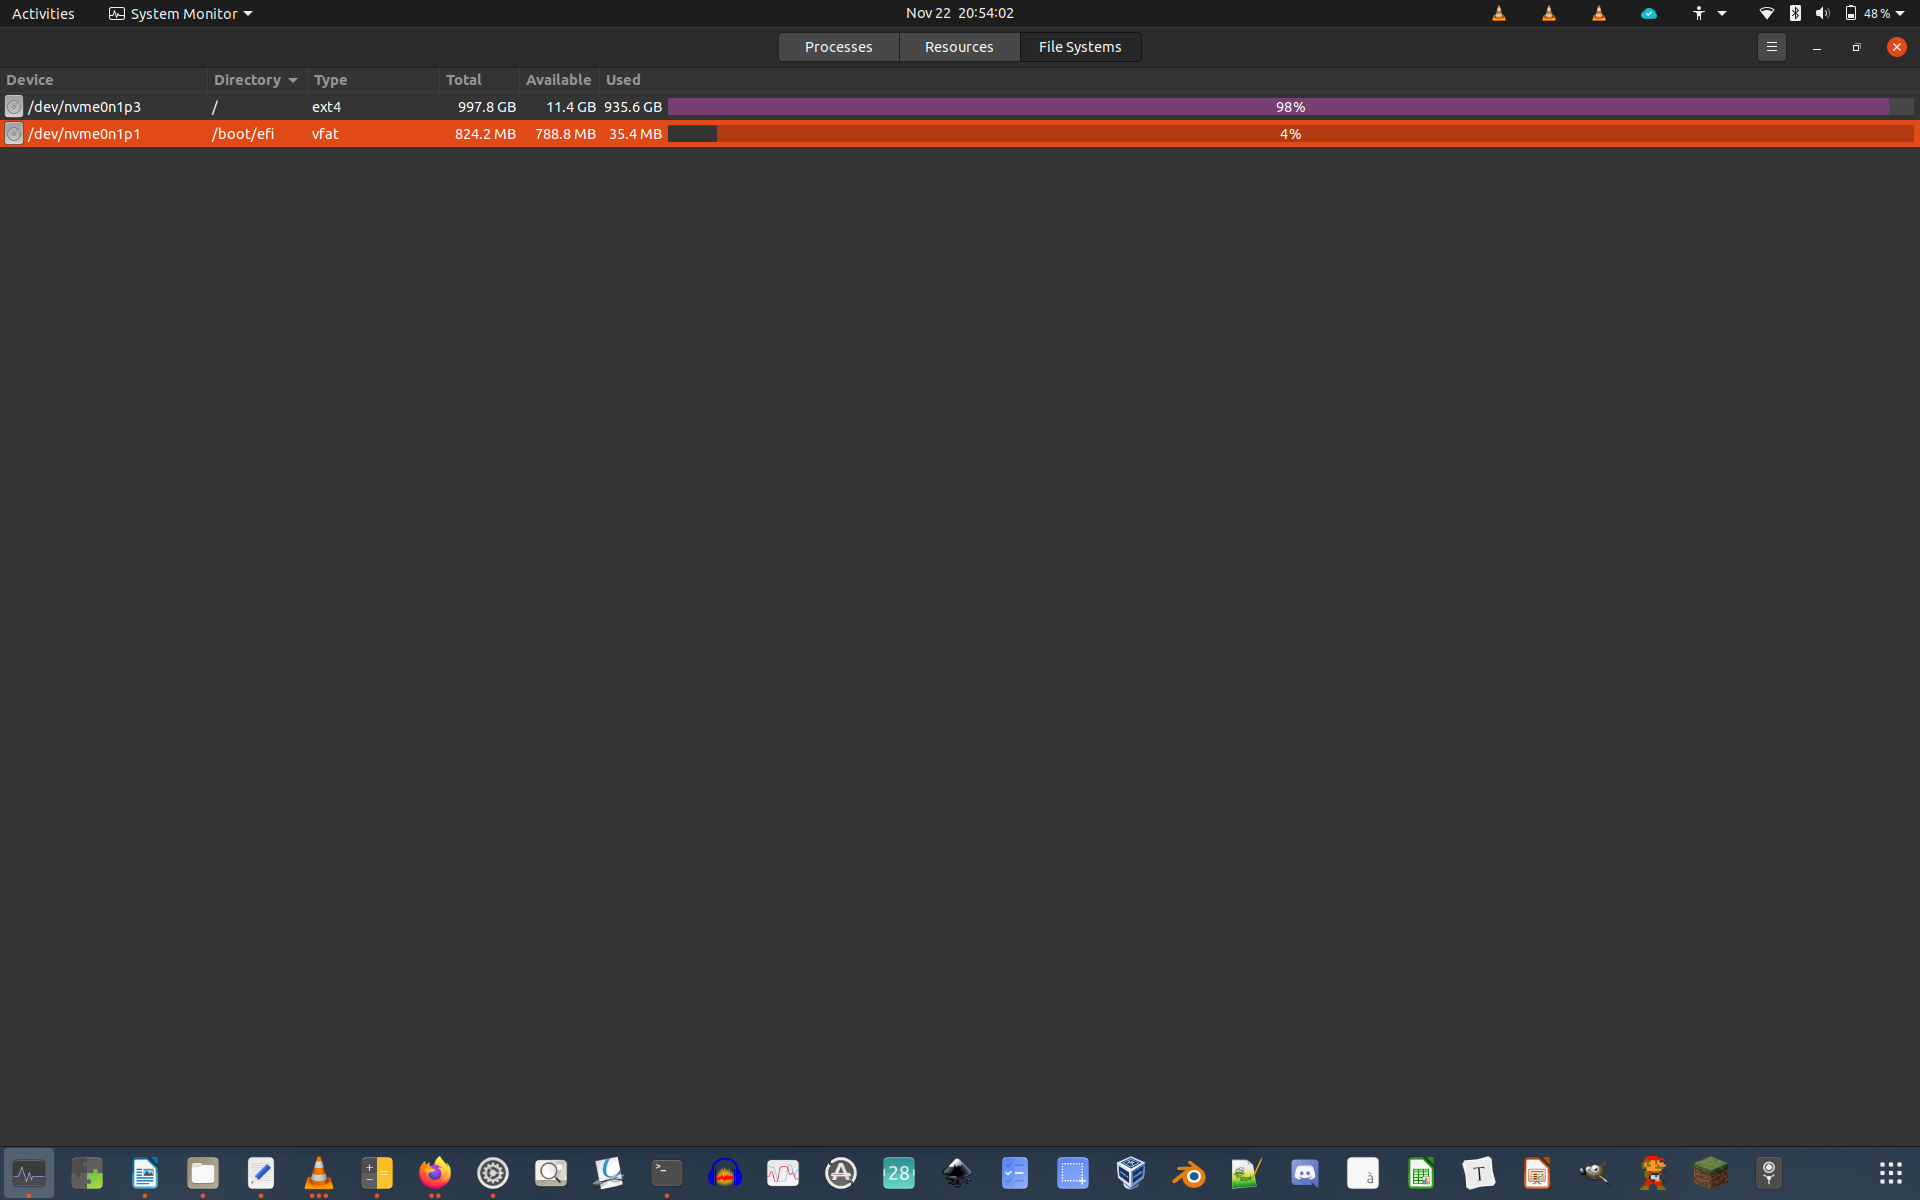 Activities System Monitor Nov 22 20:54:02 48 %
Processes Resources File Systems
Device Directory Type Total Available Used
/dev/nvme0n1p3 / ext4 997.8 GB 11.4 GB 935.6 GB 98%
/dev/nvme0n1p1 /boot/efi vfat 824.2 MB 788.8 MB 35.4 MB 4%
>_ 28 à T